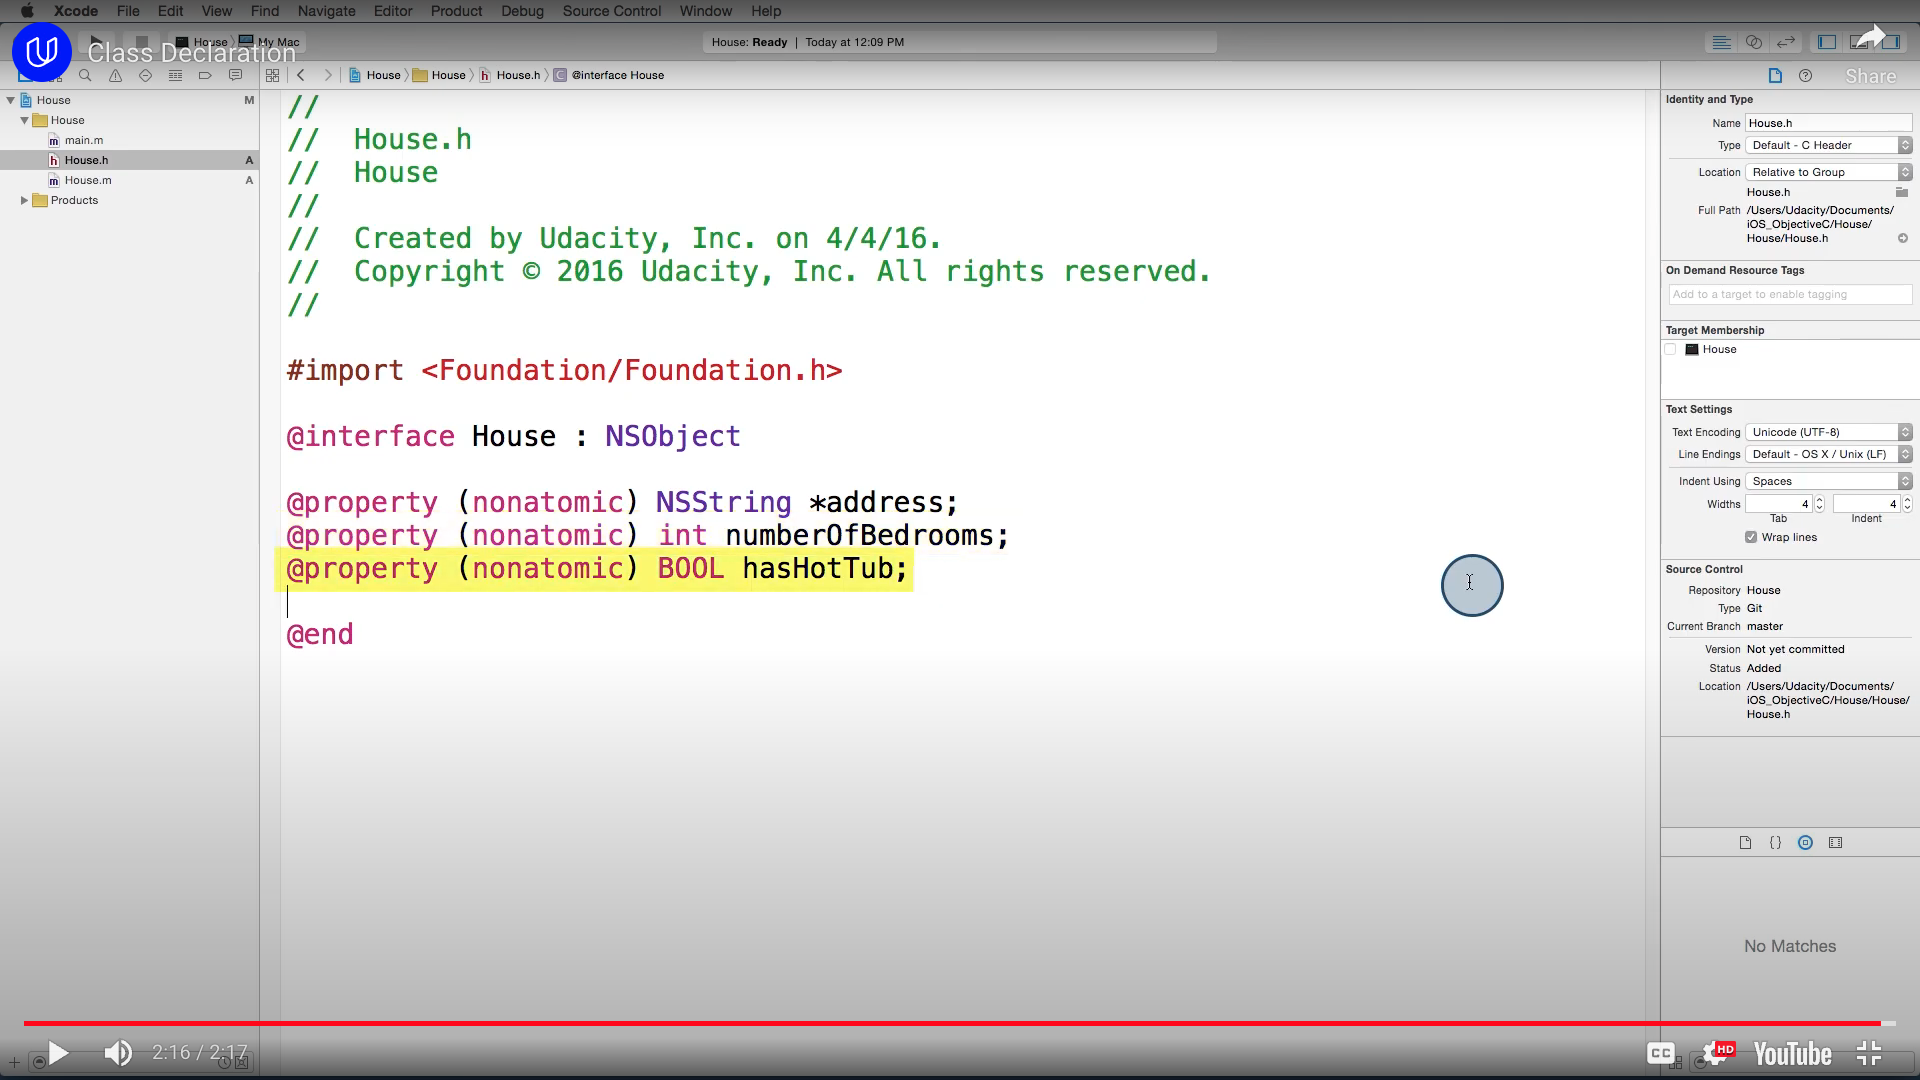 Xcode File Edit View Find Navigate Editor Product Debug Source Control Window Help
House My Mac
House: Ready | Today at 12:09 PM
Class Declaration
Share
House House House.h @interface House
House M
House
main.m
House.h A
House.m A
Products
//
// House.h
// House
//
// Created by Udacity, Inc. on 4/4/16.
// Copyright © 2016 Udacity, Inc. All rights reserved.
//
#import <Foundation/Foundation.h>
@interface House : NSObject
@property (nonatomic) NSString *address;
@property (nonatomic) int numberOfBedrooms;
@property (nonatomic) BOOL hasHotTub;
@end
Identity and Type
Name House.h
Type Default - C Header
Location Relative to Group
House.h
Full Path /Users/Udacity/Documents/
iOS_ObjectiveC/House/
House/House.h
On Demand Resource Tags
Add to a target to enable tagging
Target Membership
House
Text Settings
Text Encoding Unicode (UTF-8)
Line Endings Default - OS X / Unix (LF)
Indent Using Spaces
Widths 4 4
Tab Indent
Wrap lines
Source Control
Repository House
Type Git
Current Branch master
Version Not yet committed
Status Added
Location /Users/Udacity/Documents/
iOS_ObjectiveC/House/House/
House.h
No Matches
2:16 / 2:17
CC HD YouTube